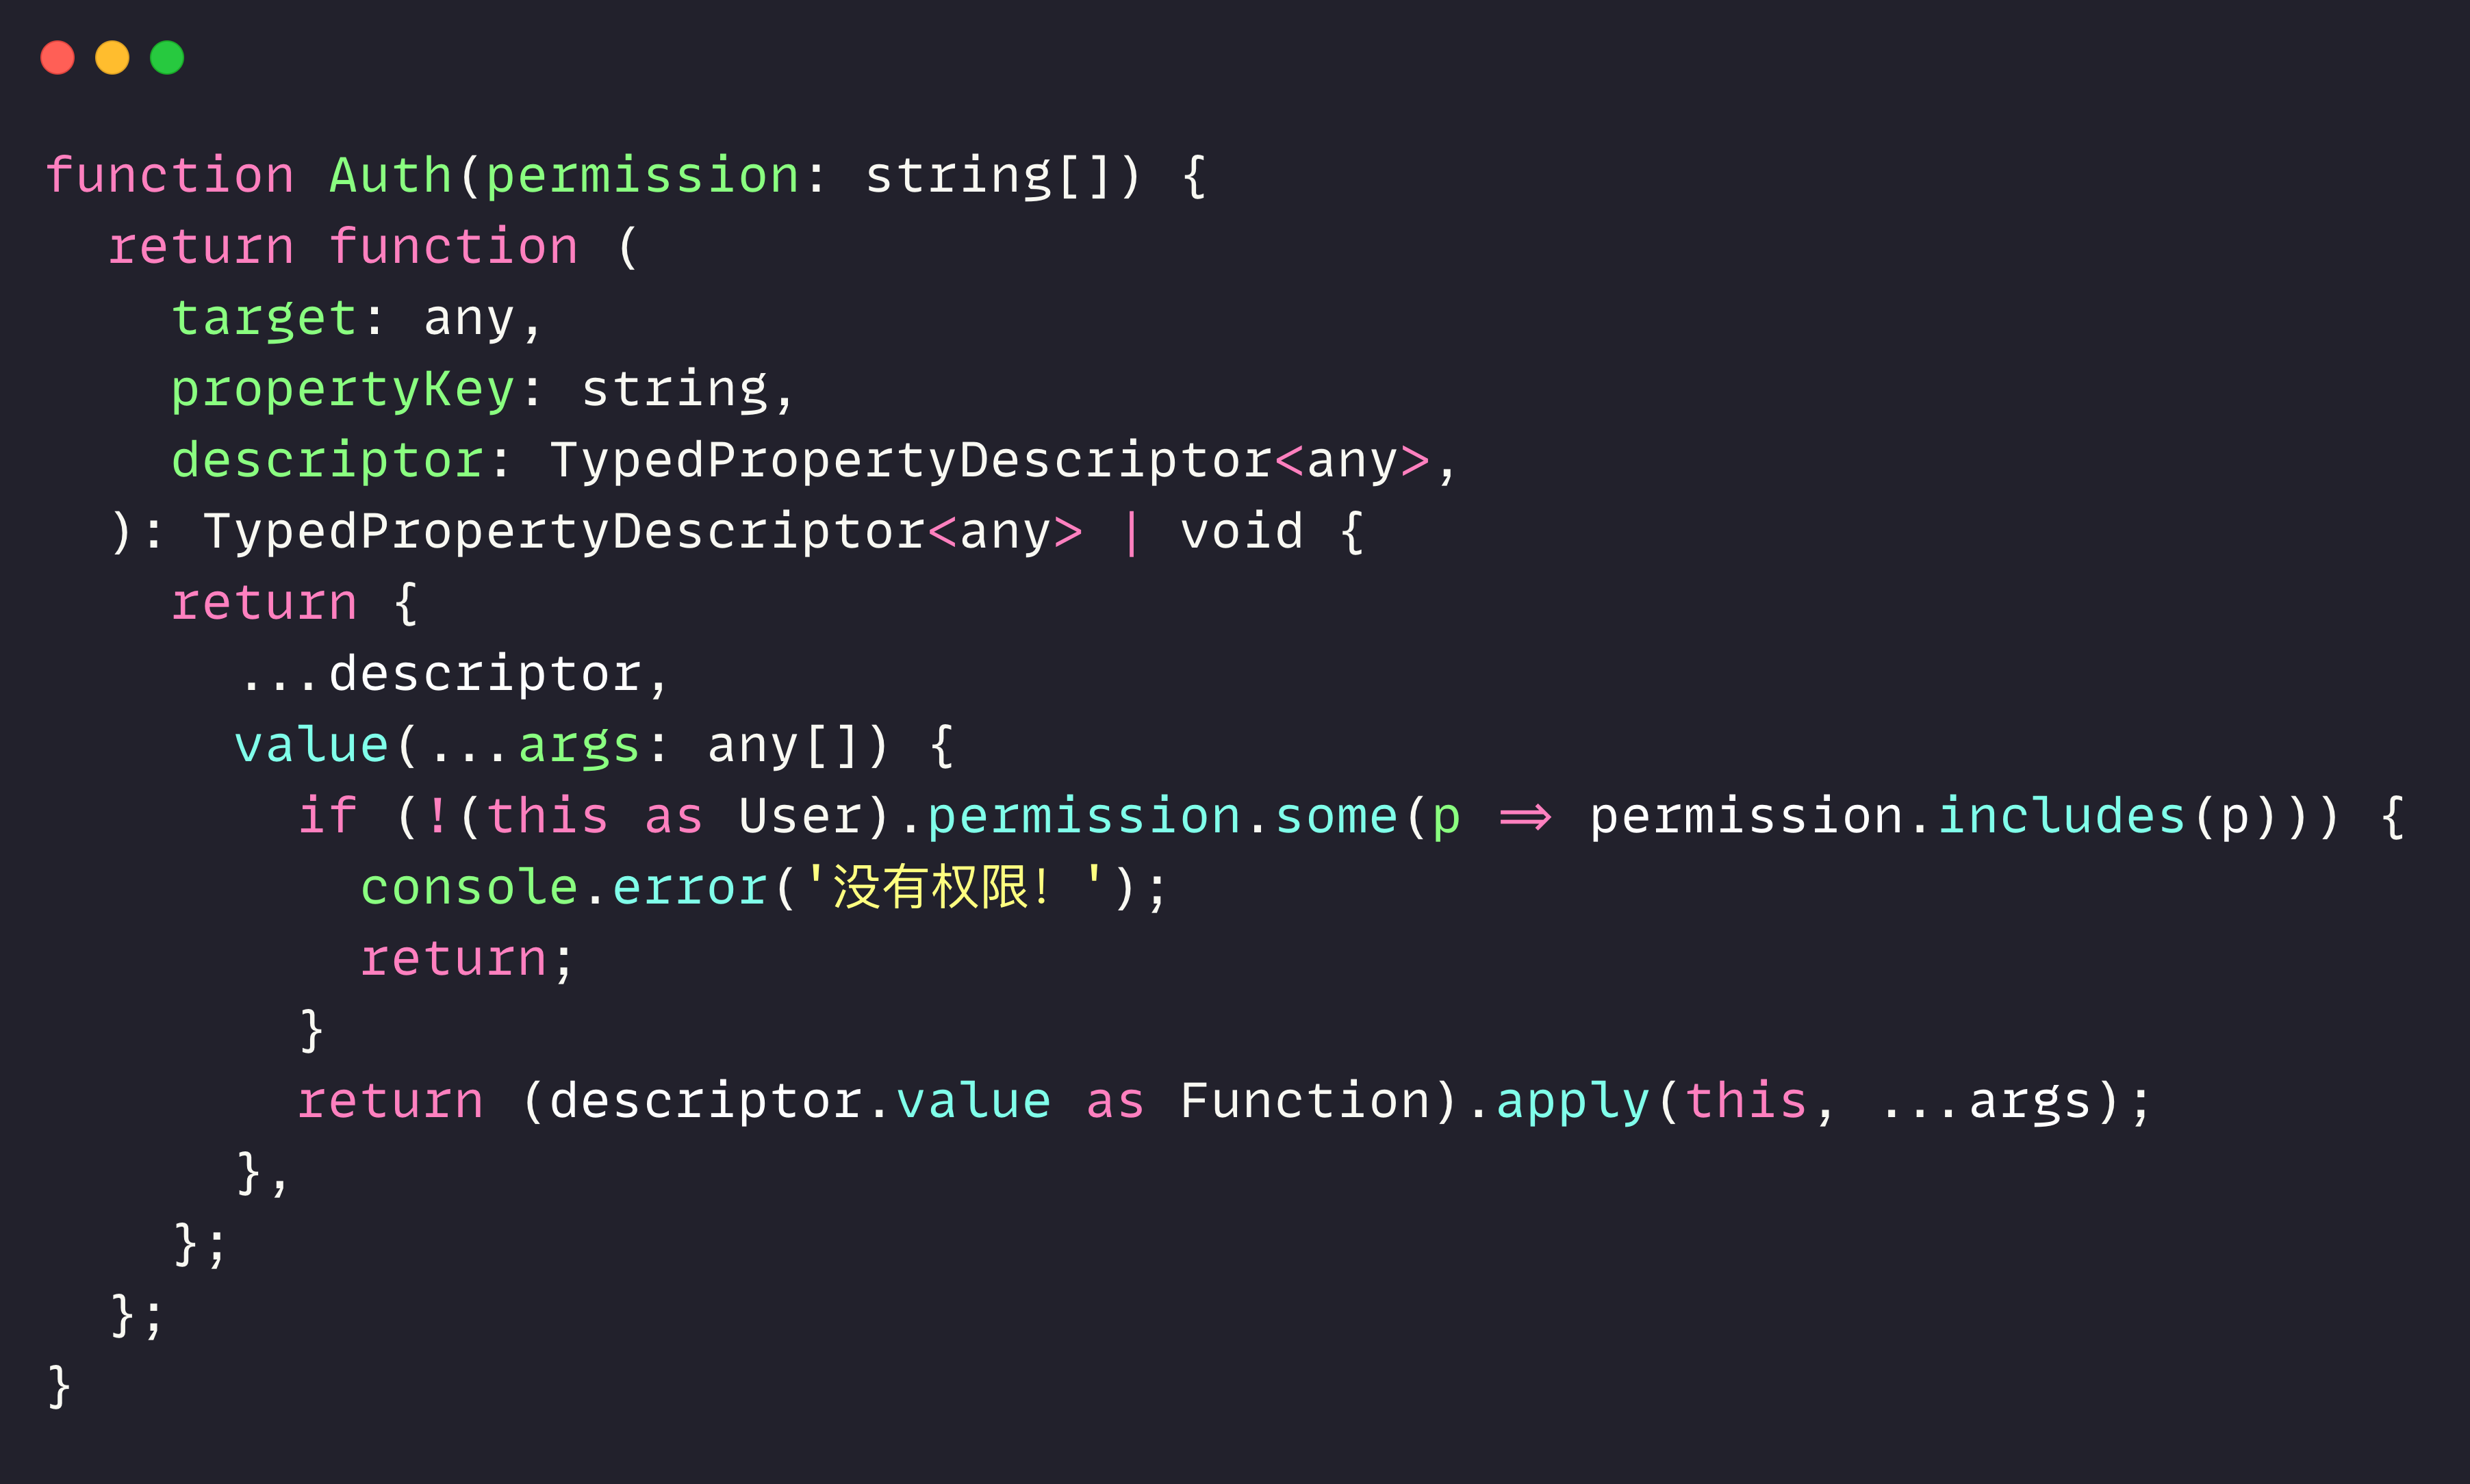 function Auth(permission: string[]) {
  return function (
    target: any,
    propertyKey: string,
    descriptor: TypedPropertyDescriptor<any>,
  ): TypedPropertyDescriptor<any> | void {
    return {
      ...descriptor,
      value(...args: any[]) {
        if (!(this as User).permission.some(p => permission.includes(p))) {
          console.error('没有权限！');
          return;
        }
        return (descriptor.value as Function).apply(this, ...args);
      },
    };
  };
}